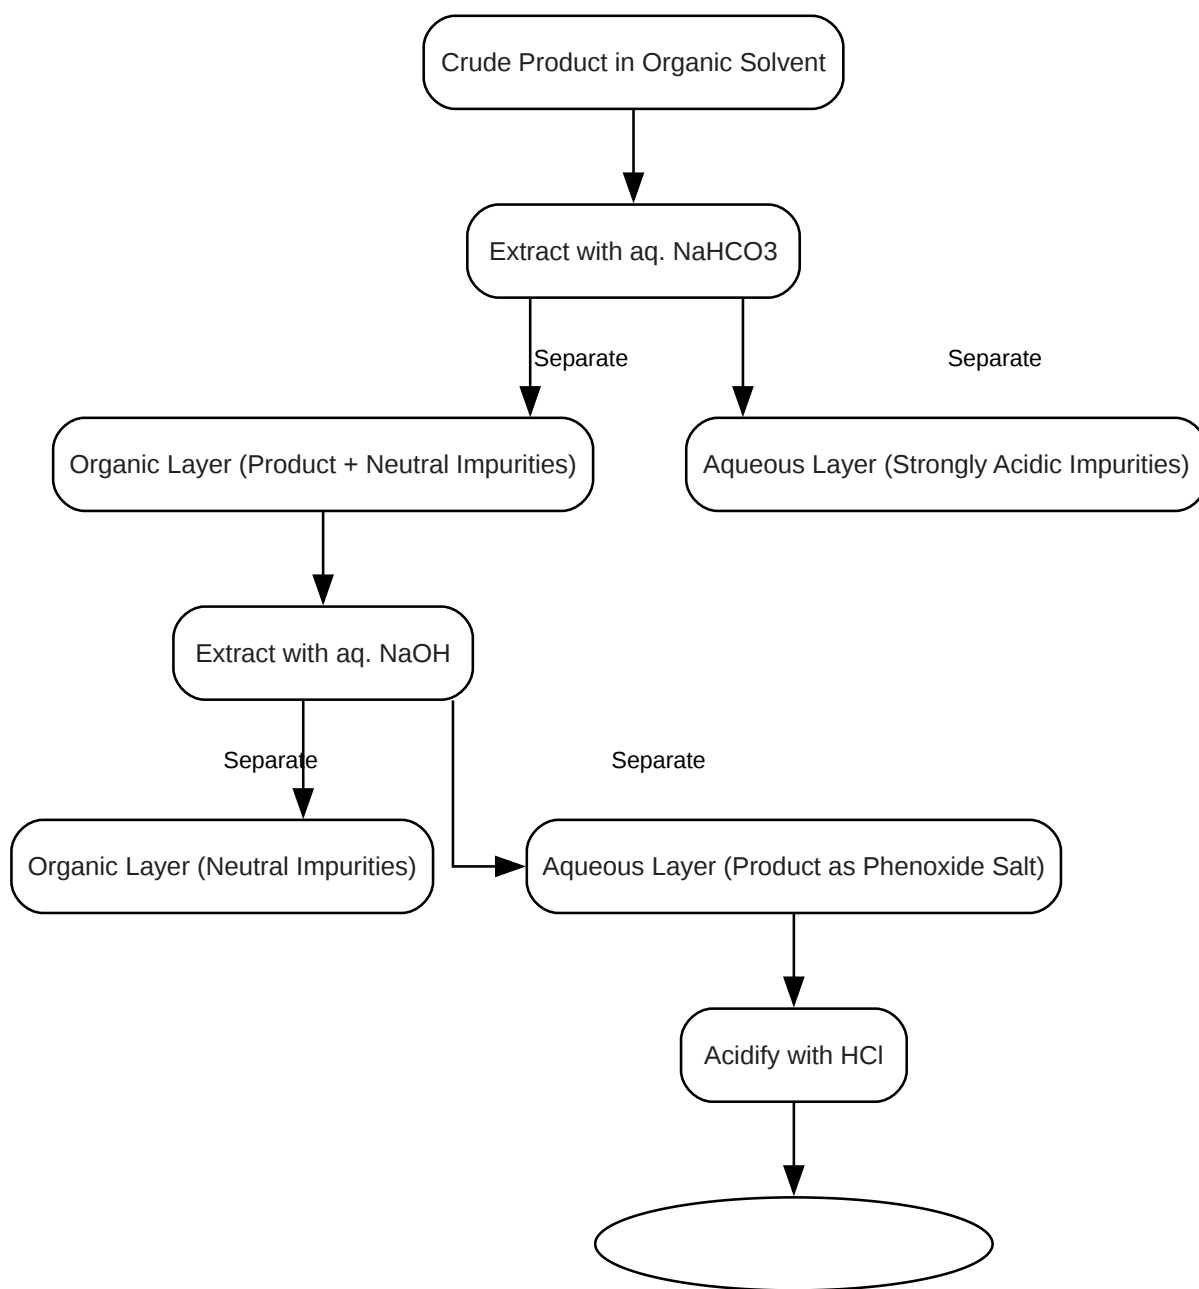 Crude Product in Organic Solvent
Extract with aq. NaHCO3
Separate
Separate
Organic Layer (Product + Neutral Impurities)
Aqueous Layer (Strongly Acidic Impurities)
Extract with aq. NaOH
Separate
Separate
Organic Layer (Neutral Impurities)
Aqueous Layer (Product as Phenoxide Salt)
Acidify with HCl